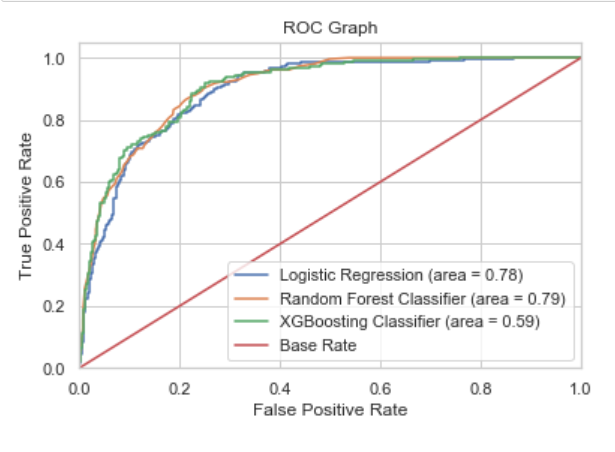 ROC Graph
1.0
0.8
0.6
0.4
0.2
0.0
True Positive Rate
Logistic Regression (area = 0.78)
Random Forest Classifier (area = 0.79)
XGBoosting Classifier (area = 0.59)
Base Rate
0.0 0.2 0.4 0.6 0.8 1.0
False Positive Rate